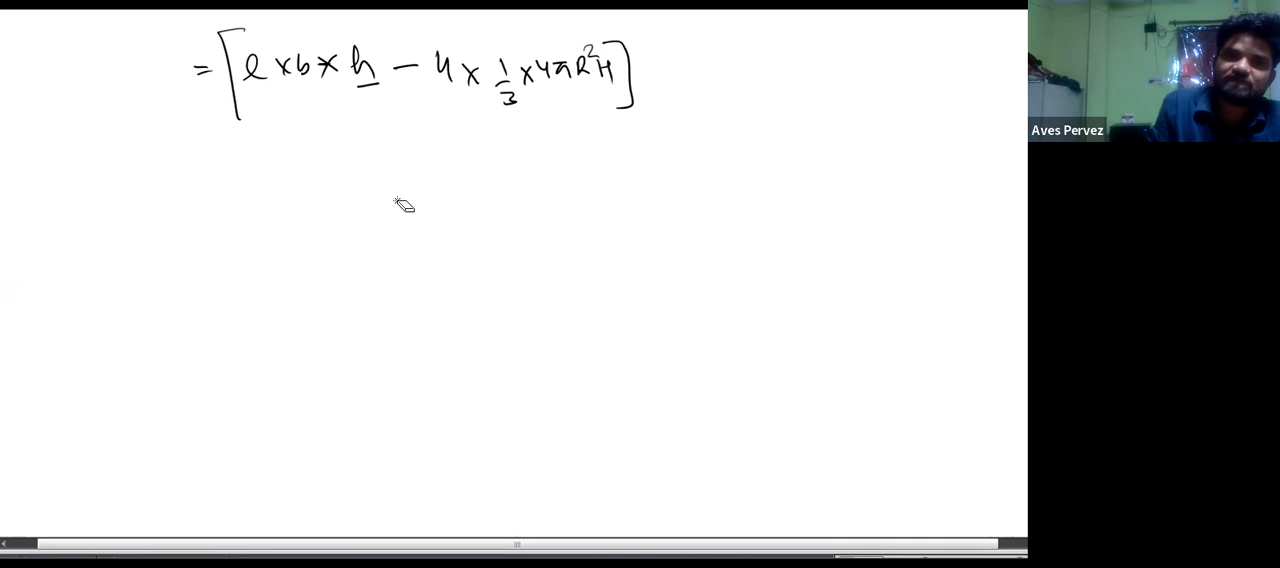 = [l × b × h − 4 × 1/3 × 4πR²H]
Aves Pervez